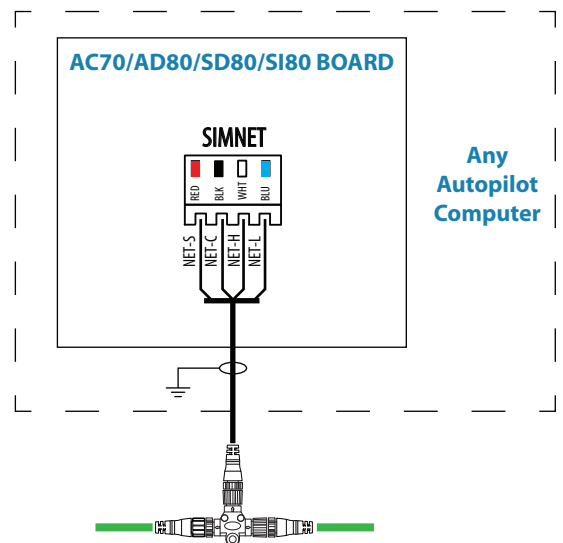 AC70/AD80/SD80/SI80 BOARD
SIMNET
RED
BLK
WHT
BLU
NET-S
NET-C
NET-H
NET-L
Any
Autopilot
Computer